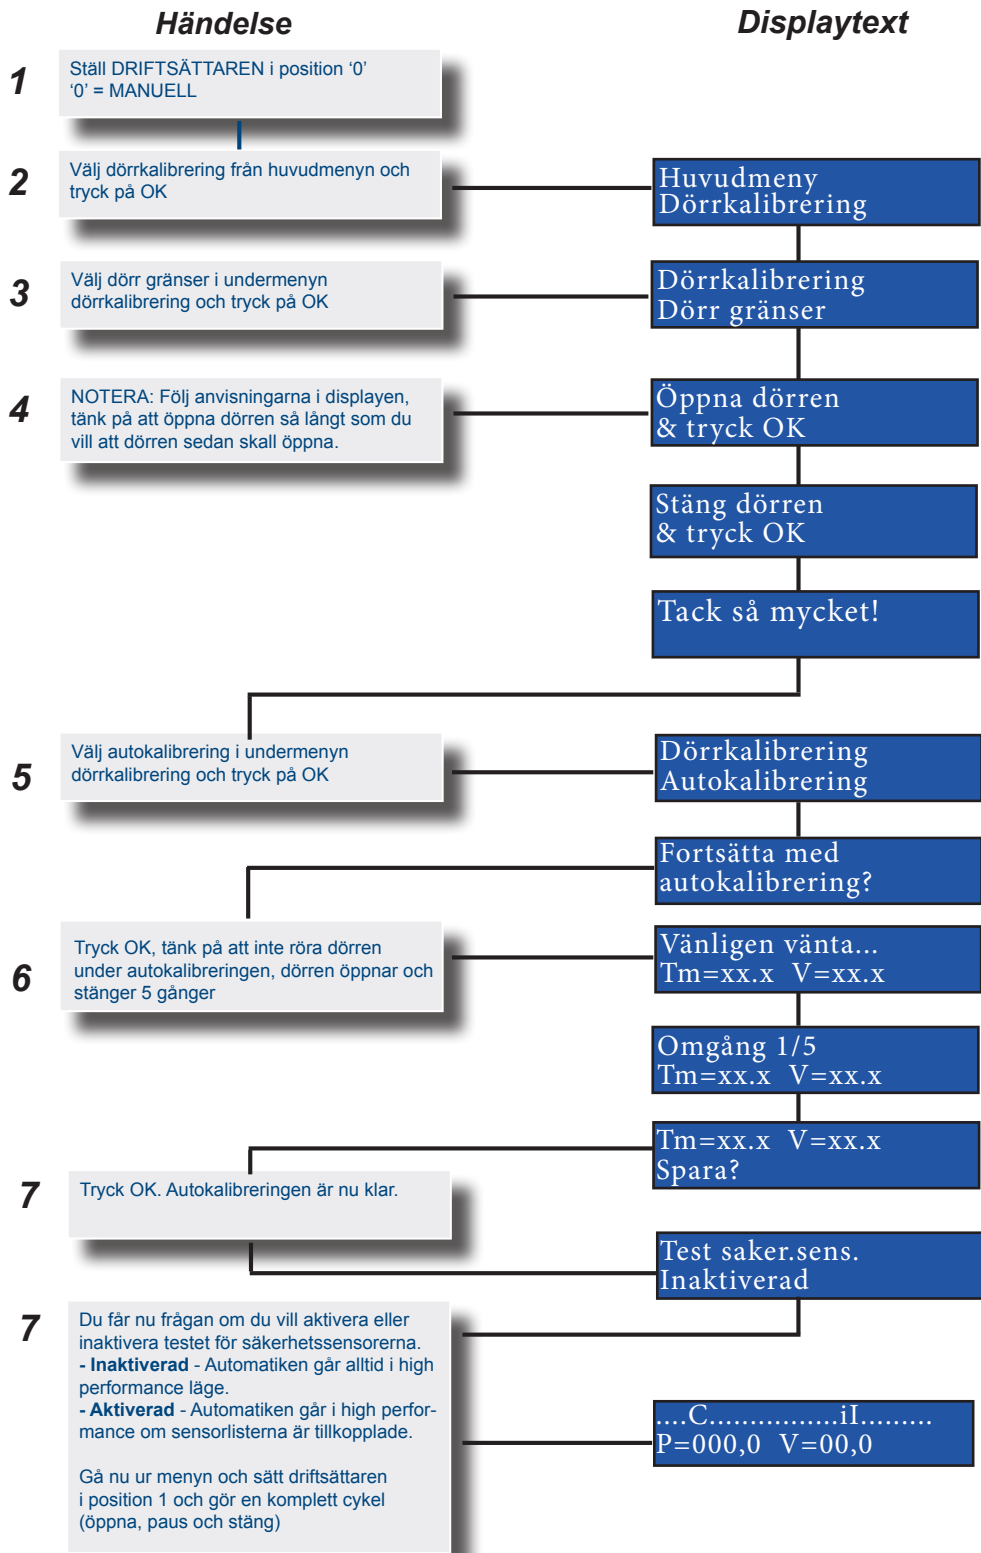 Händelse
Displaytext
1
Ställ DRIFTSÄTTAREN i position ‘0’
‘0’ = MANUELL
2
Välj dörrkalibrering från huvudmenyn och
tryck på OK
Huvudmeny
Dörrkalibrering
3
Välj dörr gränser i undermenyn
dörrkalibrering och tryck på OK
Dörrkalibrering
Dörr gränser
4
NOTERA: Följ anvisningarna i displayen,
tänk på att öppna dörren så långt som du
vill att dörren sedan skall öppna.
Öppna dörren
& tryck OK
Stäng dörren
& tryck OK
Tack så mycket!
5
Välj autokalibrering i undermenyn
dörrkalibrering och tryck på OK
Dörrkalibrering
Autokalibrering
Fortsätta med
autokalibrering?
6
Tryck OK, tänk på att inte röra dörren
under autokalibreringen, dörren öppnar och
stänger 5 gånger
Vänligen vänta...
Tm=xx.x V=xx.x
Omgång 1/5
Tm=xx.x V=xx.x
Tm=xx.x V=xx.x
Spara?
7
Tryck OK. Autokalibreringen är nu klar.
Test saker.sens.
Inaktiverad
7
Du får nu frågan om du vill aktivera eller
inaktivera testet för säkerhetssensorerna.
- Inaktiverad - Automatiken går alltid i high
performance läge.
- Aktiverad - Automatiken går i high perfor-
mance om sensorlisterna är tillkopplade.
Gå nu ur menyn och sätt driftsättaren
i position 1 och gör en komplett cykel
(öppna, paus och stäng)
....C................iI.........
P=000,0 V=00,0